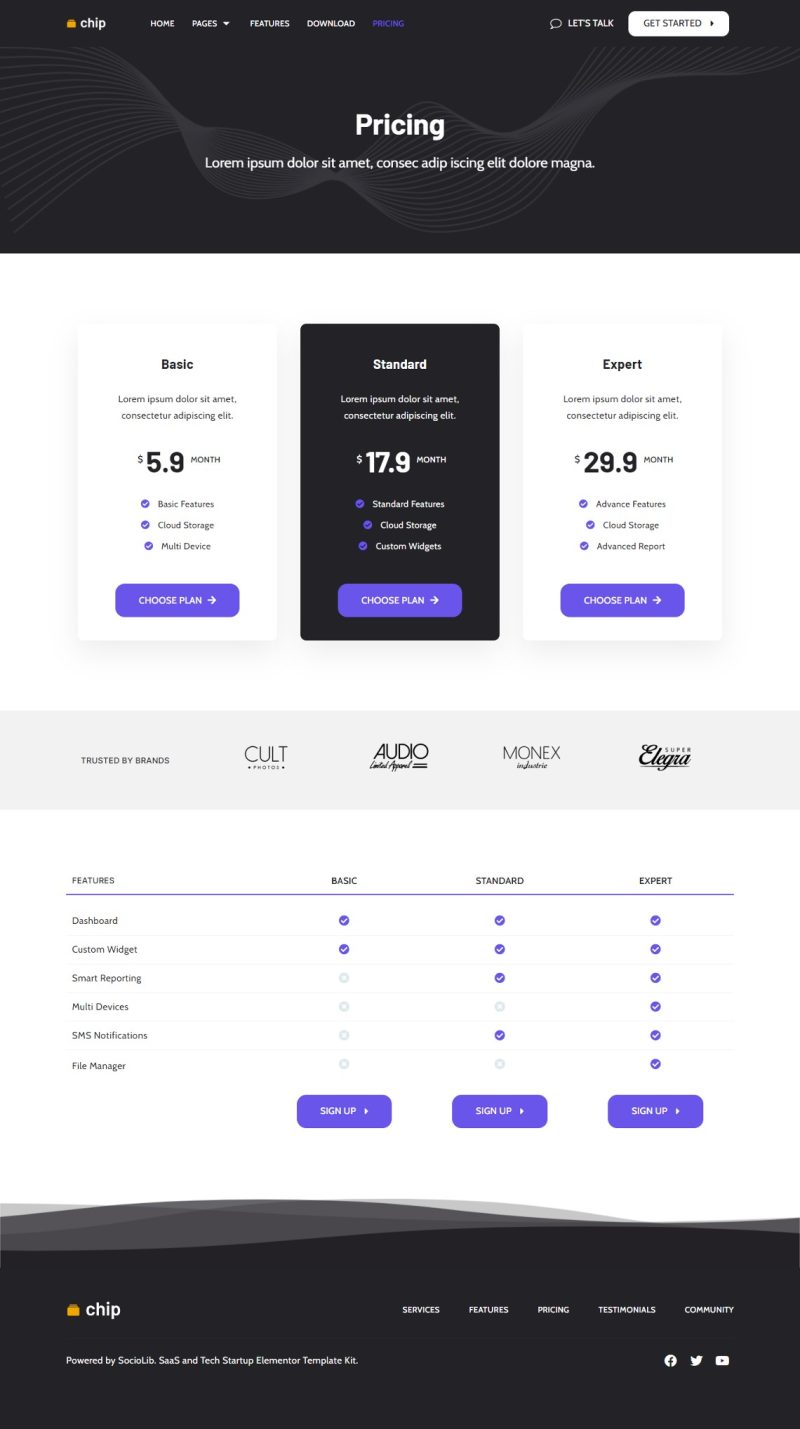 chip HOME PAGES FEATURES DOWNLOAD PRICING LET'S TALK GET STARTED
Pricing
Lorem ipsum dolor sit amet, consec adip iscing elit dolore magna.
Basic
Lorem ipsum dolor sit amet,
consectetur adipiscing elit.
$ 5.9 MONTH
Basic Features
Cloud Storage
Multi Device
CHOOSE PLAN
Standard
Lorem ipsum dolor sit amet,
consectetur adipiscing elit.
$ 17.9 MONTH
Standard Features
Cloud Storage
Custom Widgets
CHOOSE PLAN
Expert
Lorem ipsum dolor sit amet,
consectetur adipiscing elit.
$ 29.9 MONTH
Advance Features
Cloud Storage
Advanced Report
CHOOSE PLAN
TRUSTED BY BRANDS
CULT
PHOTOS
AUDIO
Limited Apparel
MONEX
industrie
SUPER
Elegra
FEATURES BASIC STANDARD EXPERT
Dashboard
Custom Widget
Smart Reporting
Multi Devices
SMS Notifications
File Manager
SIGN UP SIGN UP SIGN UP
chip SERVICES FEATURES PRICING TESTIMONIALS COMMUNITY
Powered by SocioLib. SaaS and Tech Startup Elementor Template Kit.